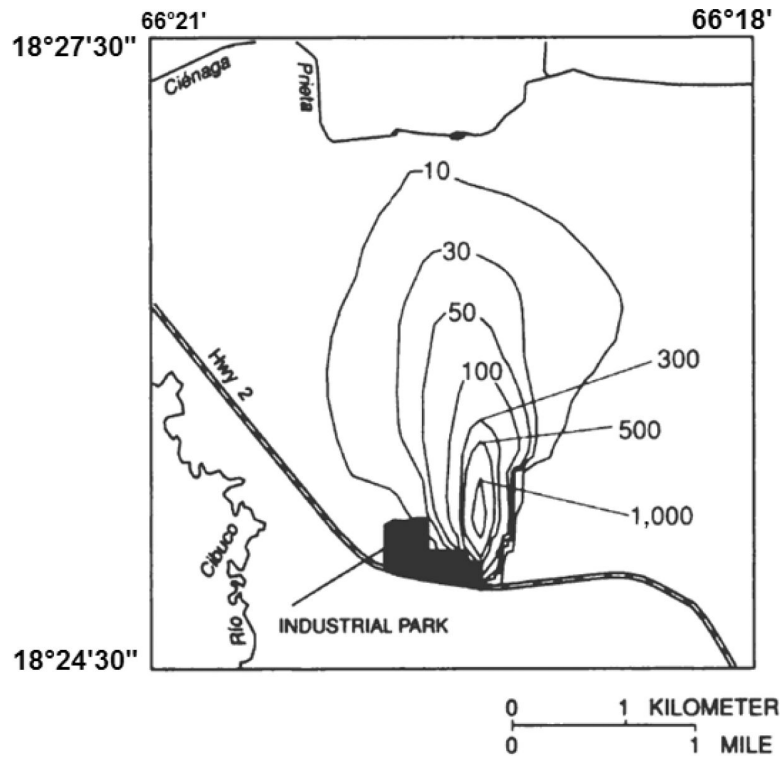 66°21'
66°18'
18°27'30"
Ciénaga
Prieta
10
30
50
300
100
500
Hwy 2
1,000
Cibuco
Río
INDUSTRIAL PARK
18°24'30"
0 1 KILOMETER
0 1 MILE